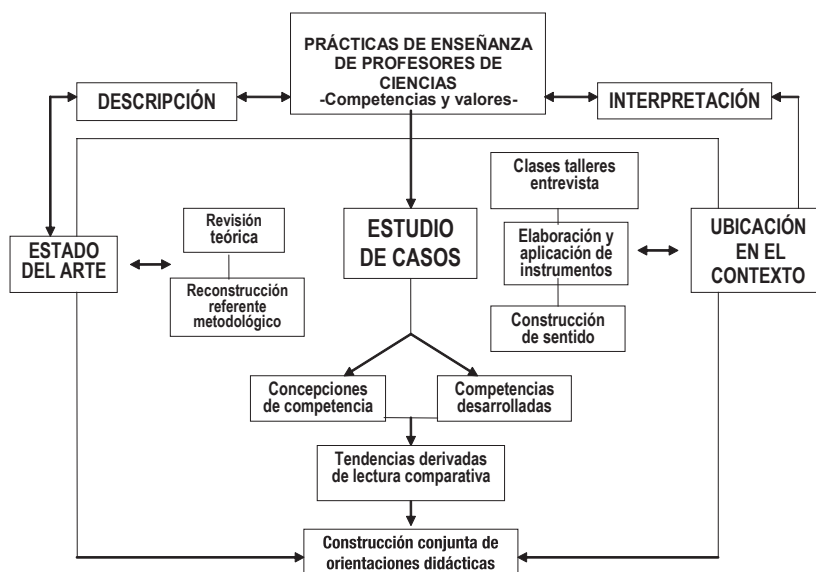 PRÁCTICAS DE ENSEÑANZA
DE PROFESORES DE
CIENCIAS
-Competencias y valores-
DESCRIPCIÓN
INTERPRETACIÓN
Clases talleres
entrevista
Revisión
teórica
ESTUDIO
DE CASOS
Elaboración y
aplicación de
instrumentos
UBICACIÓN
EN EL
CONTEXTO
ESTADO
DEL ARTE
Reconstrucción
referente
metodológico
Construcción
de sentido
Concepciones
de competencia
Competencias
desarrolladas
Tendencias derivadas
de lectura comparativa
Construcción conjunta de
orientaciones didácticas